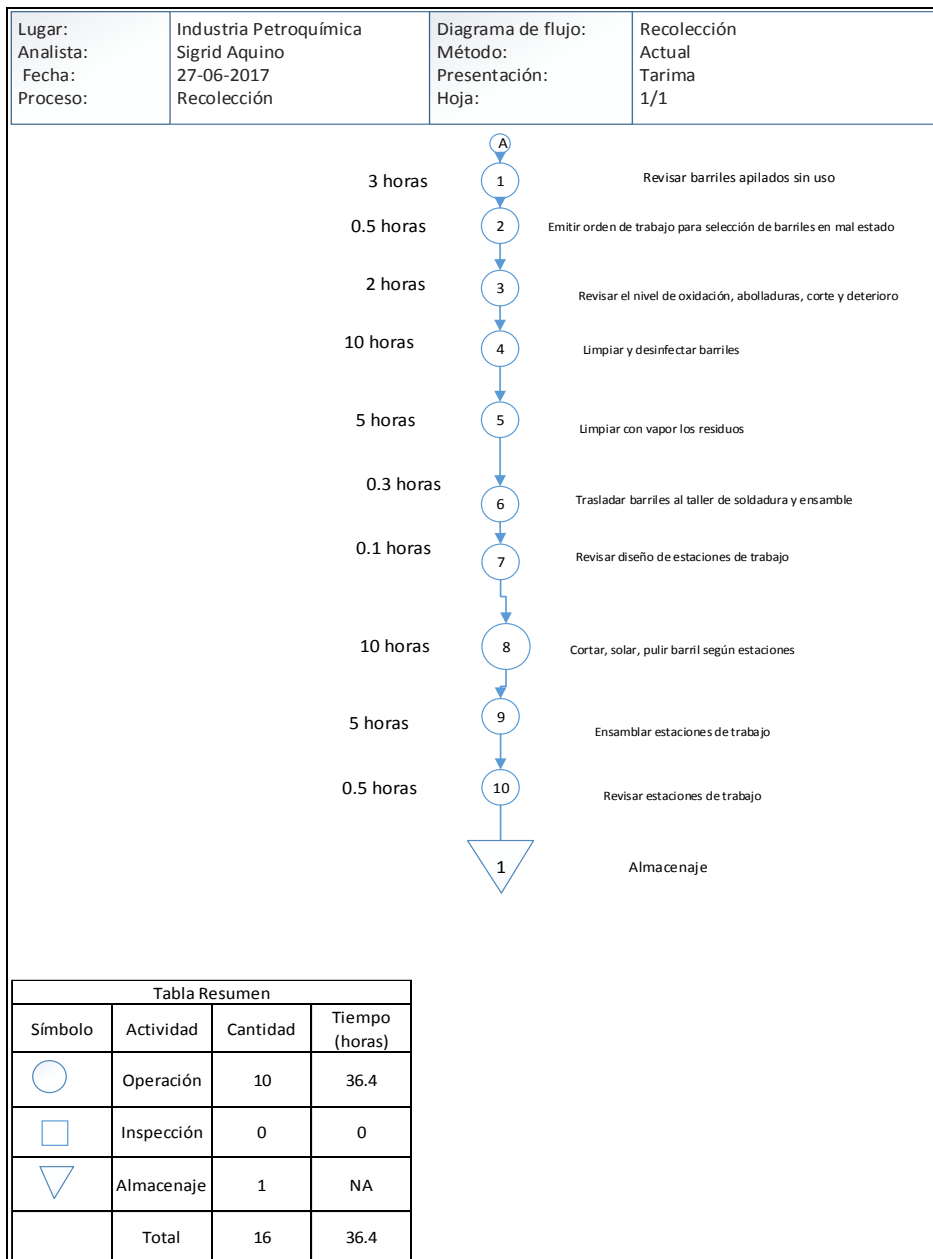 Lugar: Industria Petroquímica Diagrama de flujo: Recolección
Analista: Sigrid Aquino Método: Actual
Fecha: 27-06-2017 Presentación: Tarima
Proceso: Recolección Hoja: 1/1
A
3 horas 1 Revisar barriles apilados sin uso
0.5 horas 2 Emitir orden de trabajo para selección de barriles en mal estado
2 horas 3 Revisar el nivel de oxidación, abolladuras, corte y deterioro
10 horas 4 Limpiar y desinfectar barriles
5 horas 5 Limpiar con vapor los residuos
0.3 horas 6 Trasladar barriles al taller de soldadura y ensamble
0.1 horas 7 Revisar diseño de estaciones de trabajo
10 horas 8 Cortar, solar, pulir barril según estaciones
5 horas 9 Ensamblar estaciones de trabajo
0.5 horas 10 Revisar estaciones de trabajo
1 Almacenaje
Tabla Resumen
Símbolo Actividad Cantidad Tiempo
(horas)
Operación 10 36.4
Inspección 0 0
Almacenaje 1 NA
Total 16 36.4